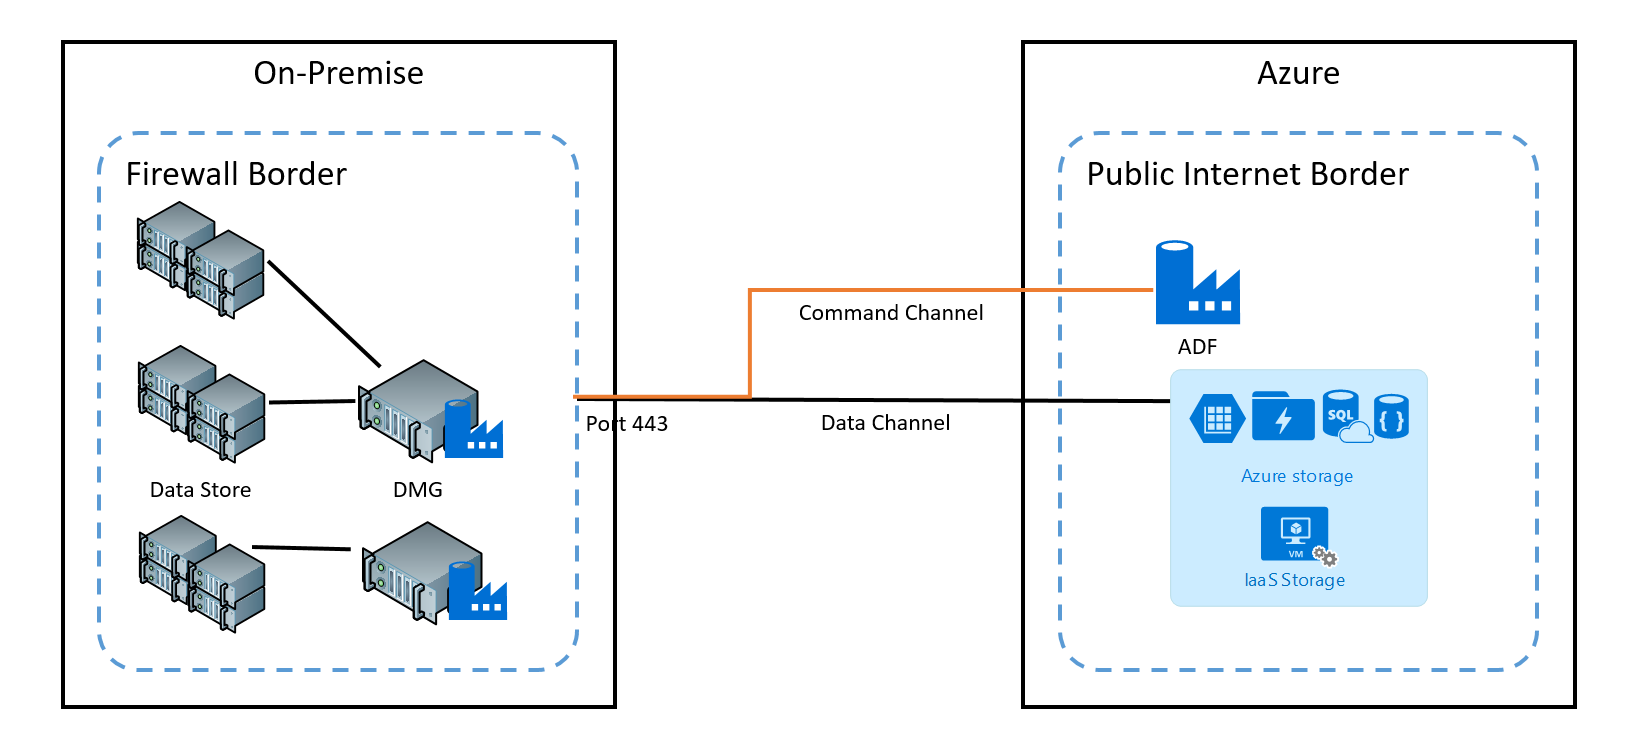 On-Premise
Firewall Border
Data Store
DMG
Port 443
Command Channel
Data Channel
Azure
Public Internet Border
ADF
SQL
{ }
Azure storage
VM
IaaS Storage